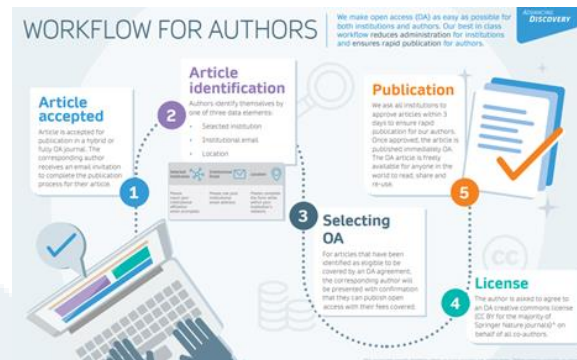 WORKFLOW FOR AUTHORS
We make open access (OA) as easy as possible for
both institutions and authors. Our best in class
workflow reduces administration for institutions
and ensures rapid publication for authors.
ADVANCING
DISCOVERY
Article
accepted
Article is accepted for
publication in a hybrid or
fully OA journal. The
corresponding author
receives an email invitation
to complete the publication
process for their article.
1
2
Article
identification
Authors identify themselves by
one of three data elements:
• Selected institution
• Institutional email
• Location
3
Selecting
OA
For articles that have been
identified as eligible to be
covered by an OA agreement,
the corresponding author will
be presented with confirmation
that they can publish open
access with their fees covered.
4
License
The author is asked to agree to
an OA creative commons license
(CC BY for the majority of
Springer Nature journals)* on
behalf of all co-authors.
5
Publication
We ask all institutions to
approve articles within 3
days to ensure rapid
publication for our authors.
Once approved, the article is
published immediately OA.
The OA article is freely
available for anyone in the
world to read, share and
re-use.
CC